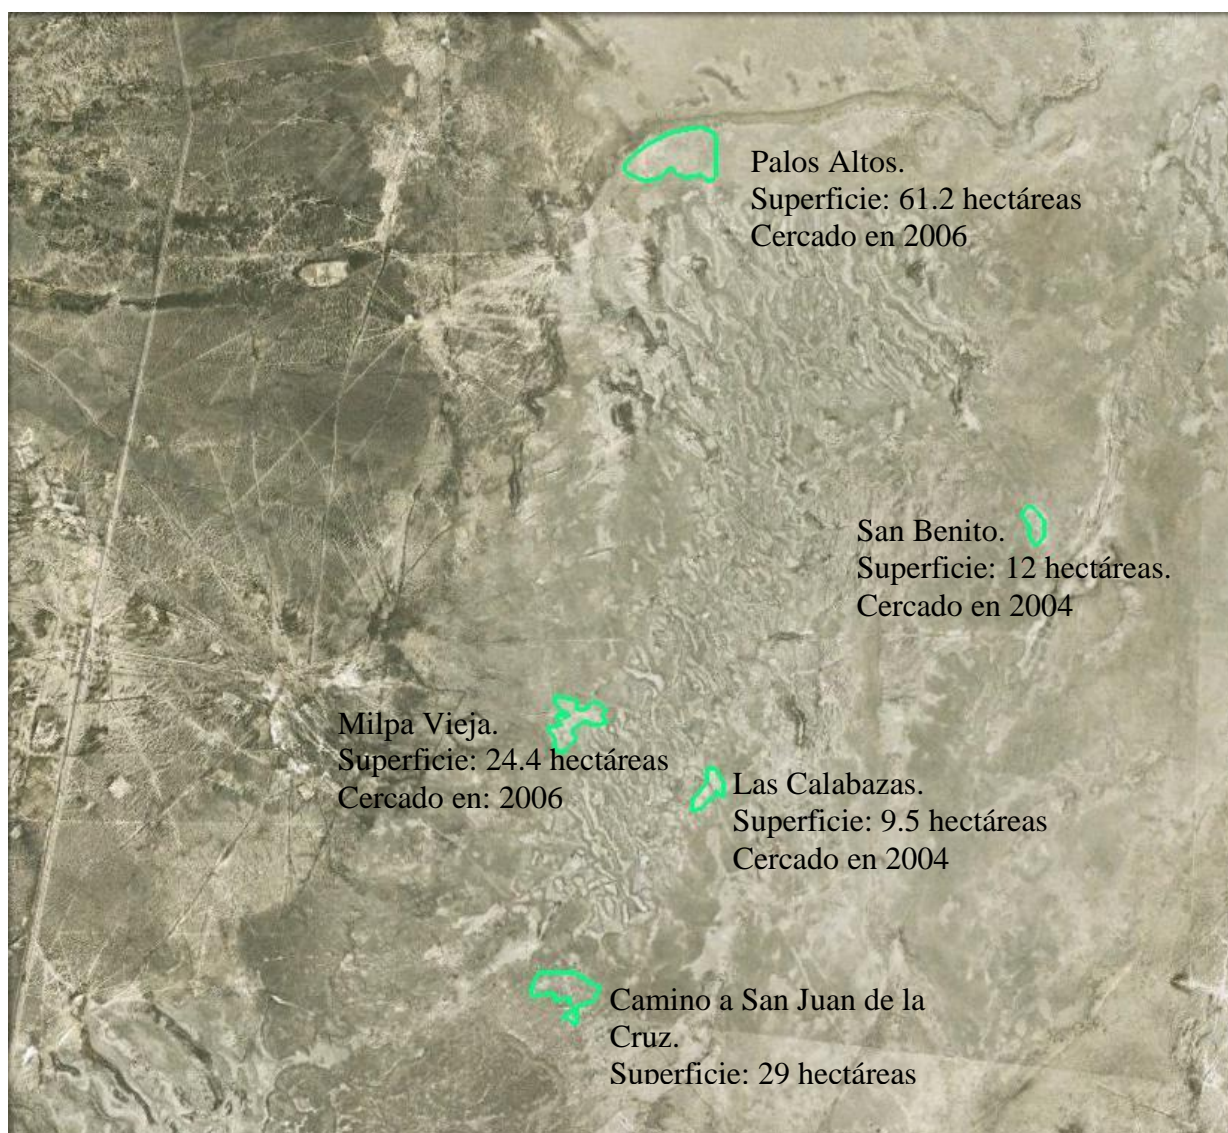 Palos Altos.
Superficie: 61.2 hectáreas
Cercado en 2006
San Benito.
Superficie: 12 hectáreas.
Cercado en 2004
Milpa Vieja.
Superficie: 24.4 hectáreas
Cercado en: 2006
Las Calabazas.
Superficie: 9.5 hectáreas
Cercado en 2004
Camino a San Juan de la
Cruz.
Superficie: 29 hectáreas